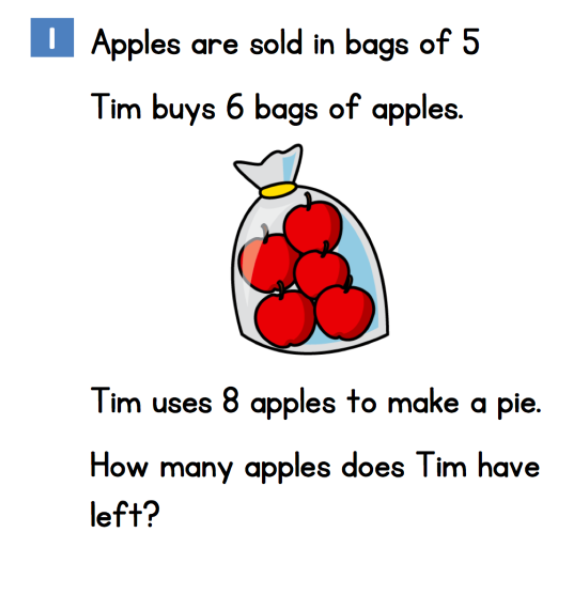 1 Apples are sold in bags of 5
Tim buys 6 bags of apples.
Tim uses 8 apples to make a pie.
How many apples does Tim have
left?